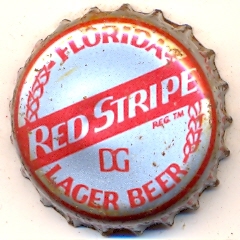 FLORIDA
RED STRIPE
REG. TM
DG
LAGER BEER